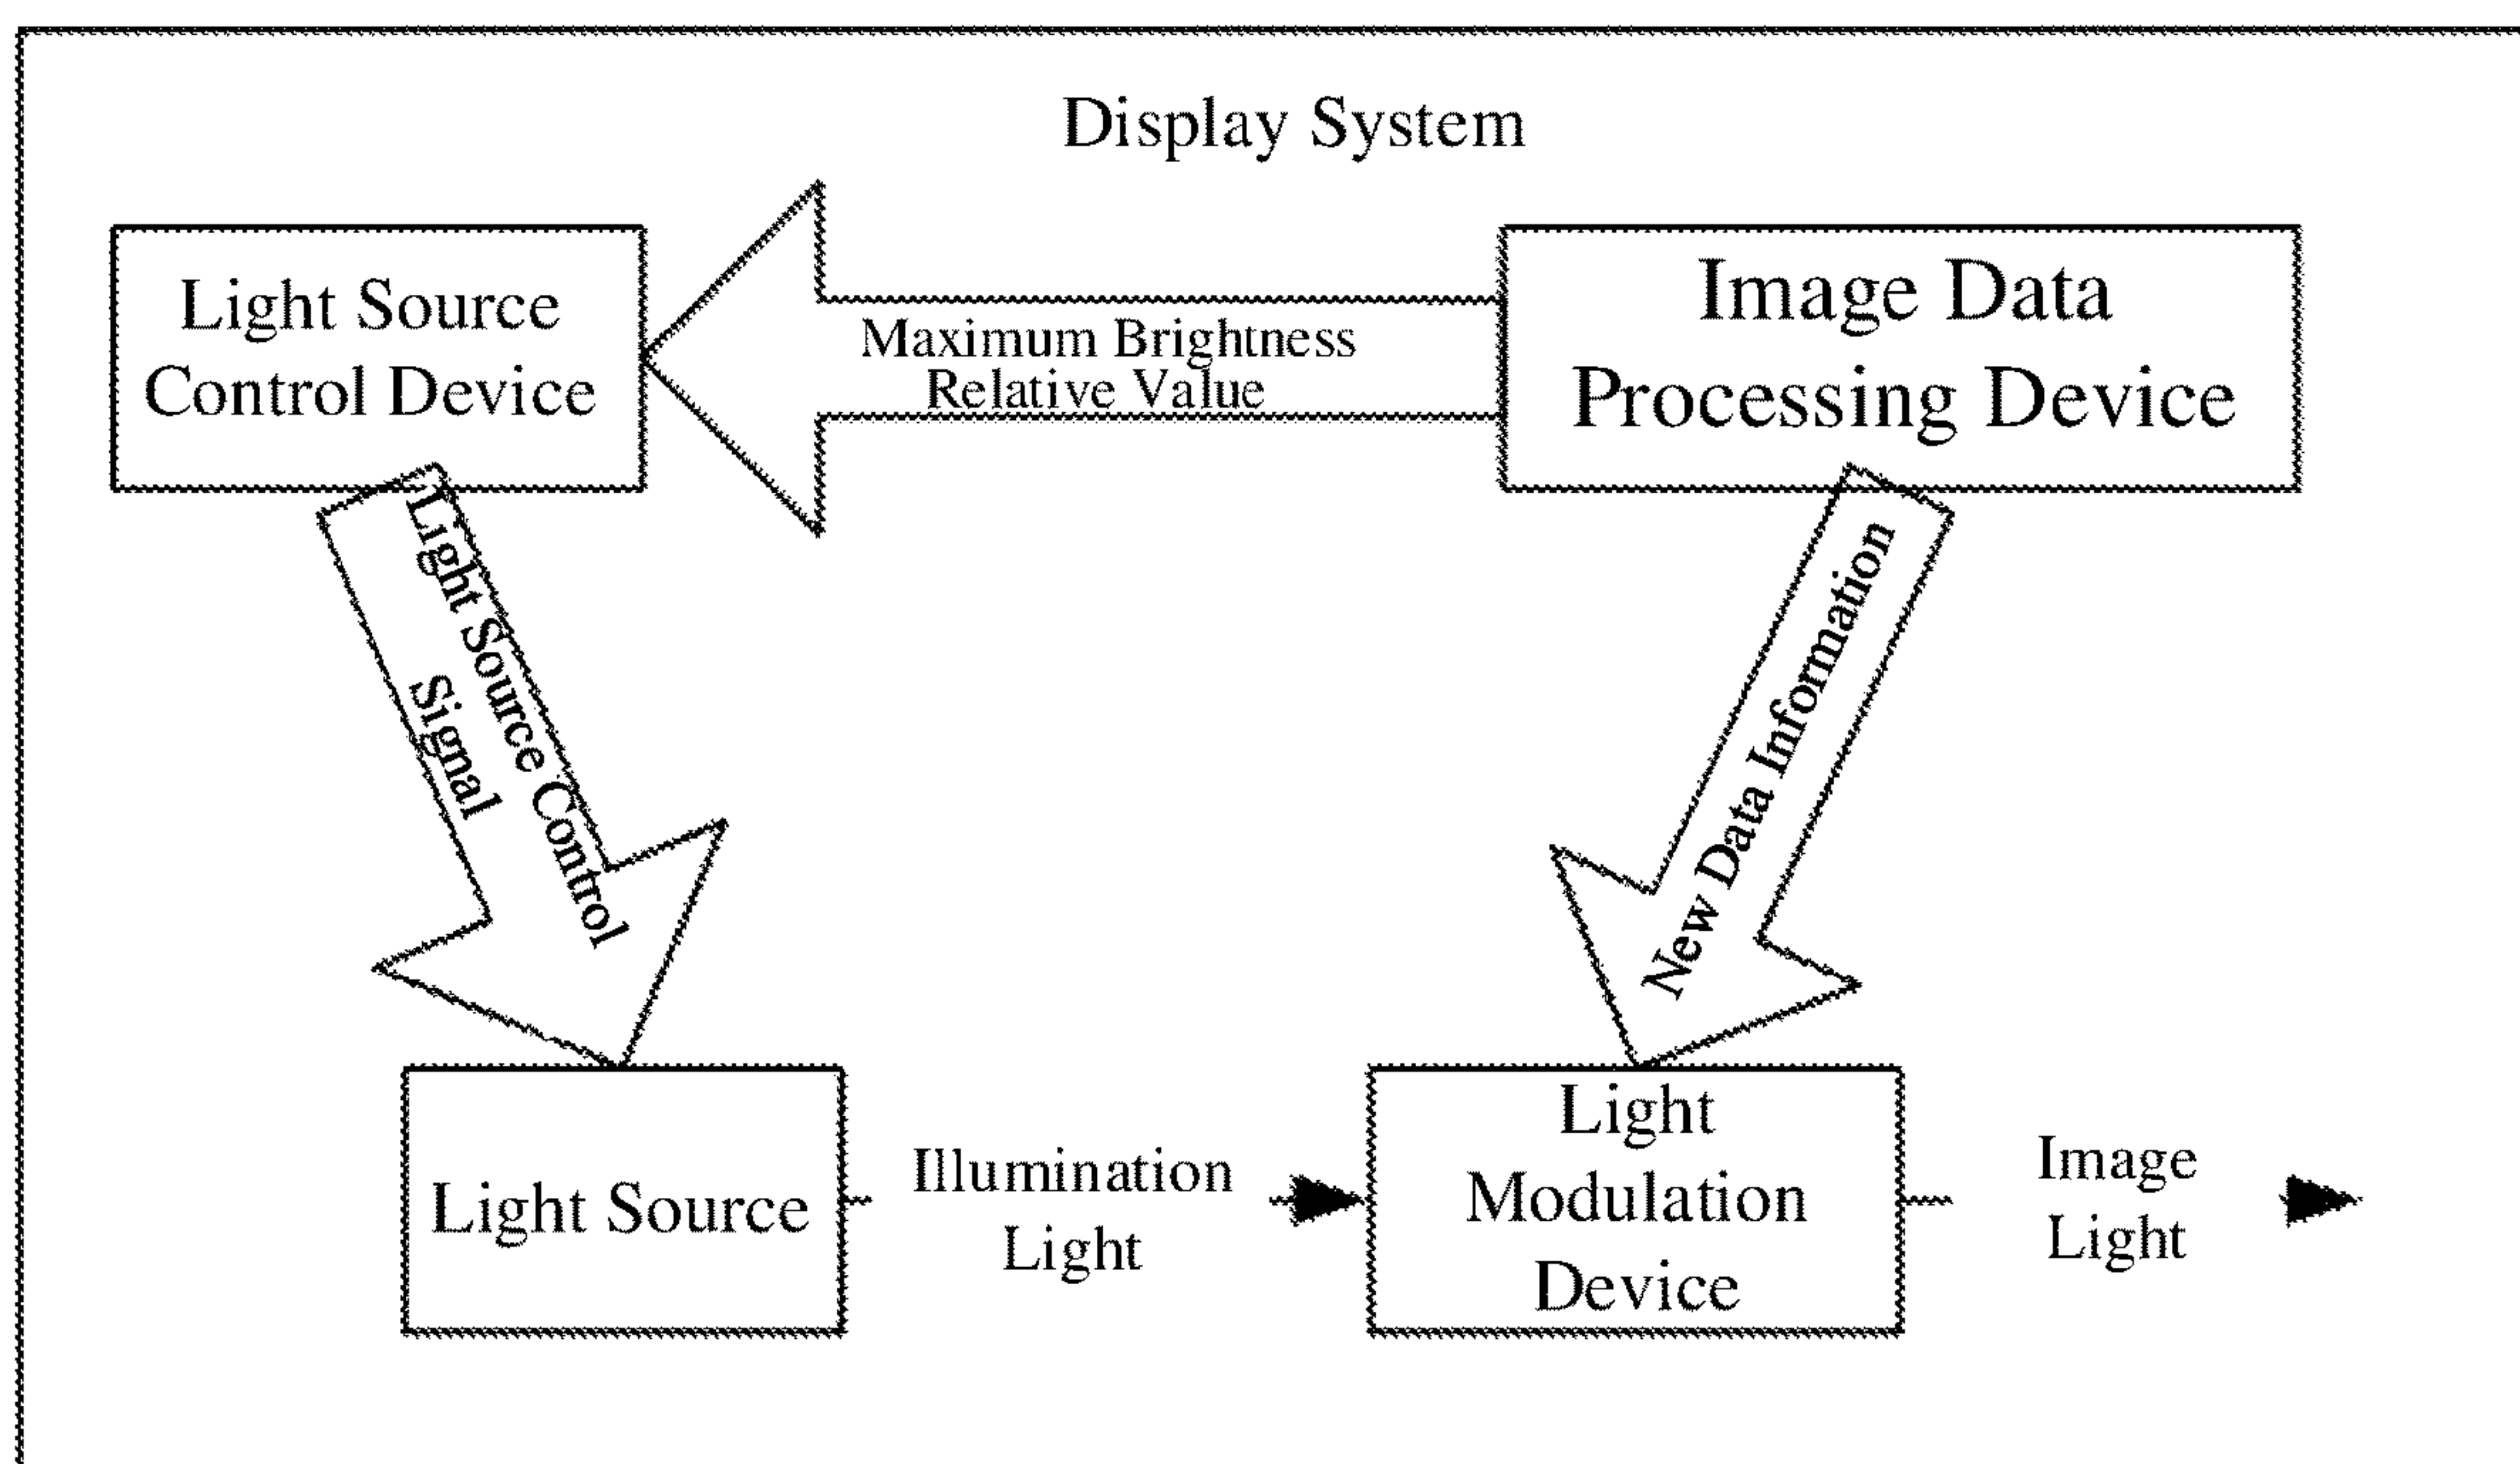 Display System
Light Source
Control Device
Maximum Brightness
Relative Value
Image Data
Processing Device
Light Source Control
Signal
New Data Information
Light Source
Illumination
Light
Light
Modulation
Device
Image
Light